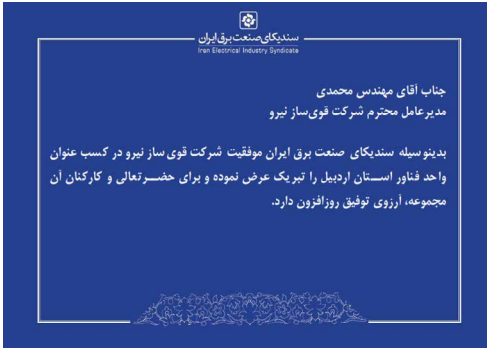 سندیکای صنعت برق ایران
Iran Electrical Industry Syndicate
جناب آقای مهندس محمدی
مدیرعامل محترم شرکت قوی‌ساز نیرو
بدینوسیله سندیکای صنعت برق ایران موفقیت شرکت قوی ساز نیرو در کسب عنوان
واحد فناور اســتان اردبیل را تبریک عرض نموده و برای حضــرتعالی و کارکنان آن
مجموعه، آرزوی توفیق روزافزون دارد.